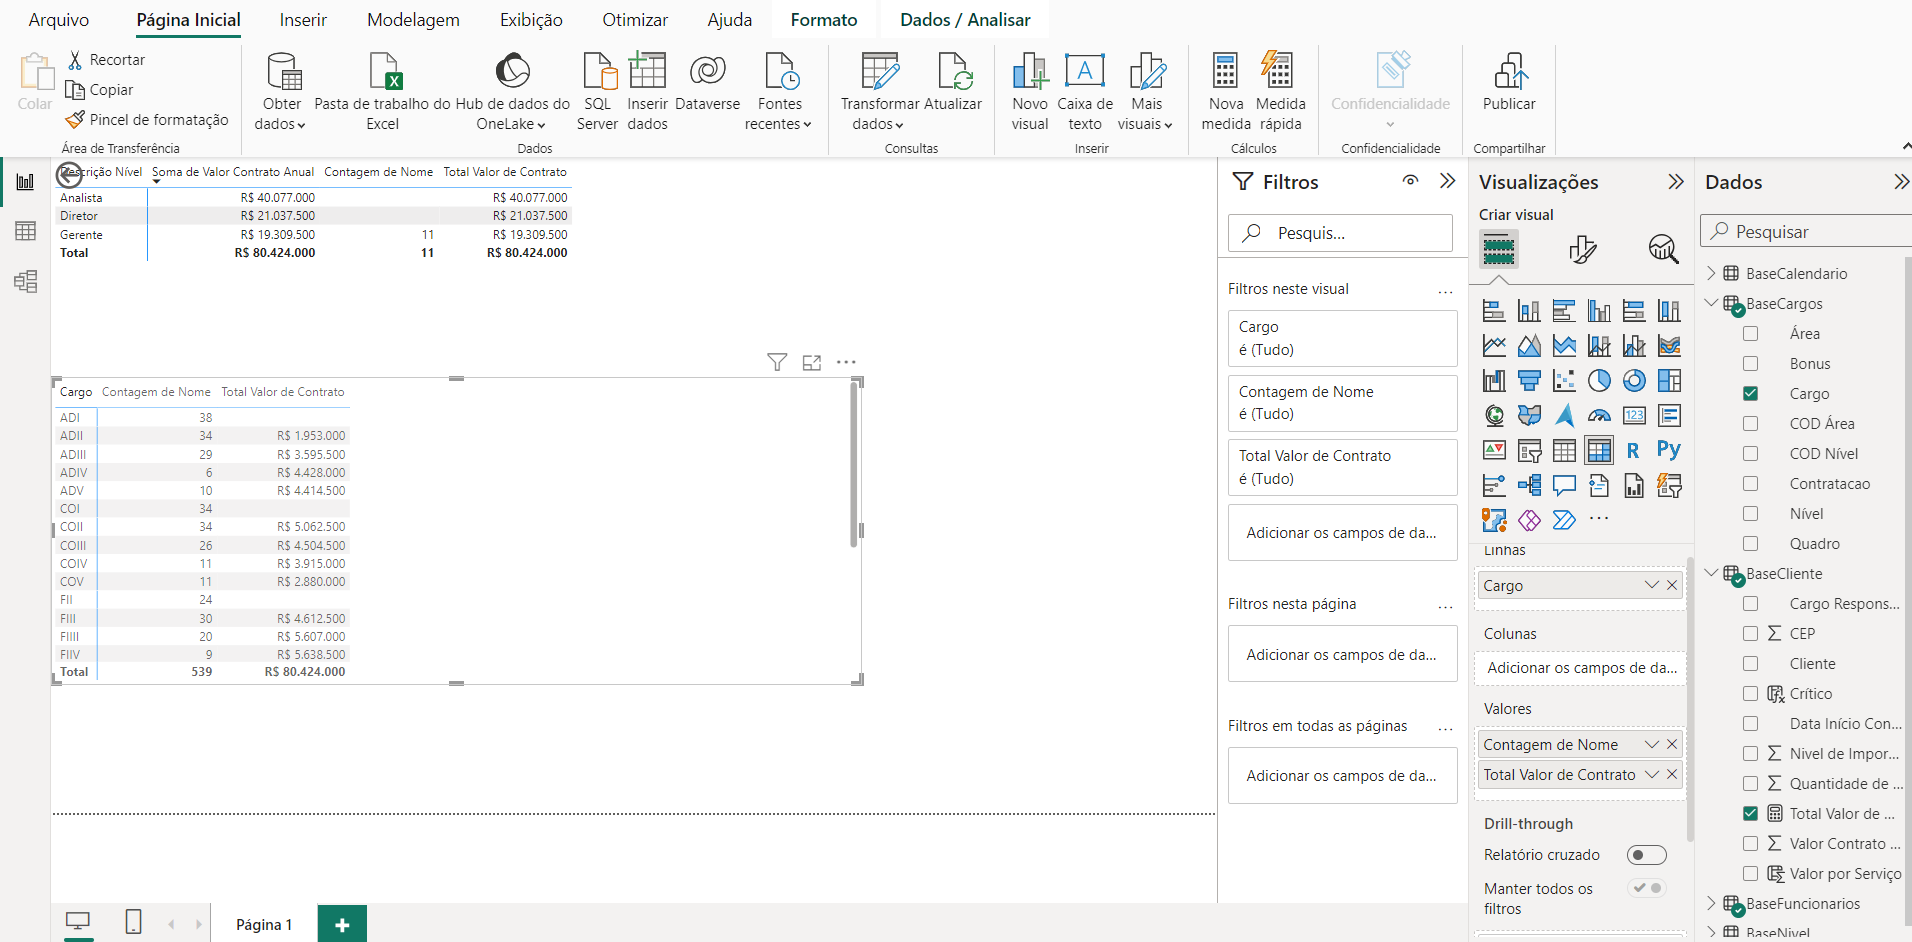 Arquivo Página Inicial Inserir Modelagem Exibição Otimizar Ajuda Formato Dados / Analisar
Colar
Recortar
Copiar
Pincel de formatação
Área de Transferência
Obter dados
Pasta de trabalho do Excel
Hub de dados do OneLake
SQL Server
Inserir dados
Dataverse
Fontes recentes
Dados
Transformar dados
Atualizar
Consultas
Novo visual
Caixa de texto
Mais visuais
Inserir
Nova medida
Medida rápida
Cálculos
Confidencialidade
Confidencialidade
Publicar
Compartilhar
Descrição Nível Soma de Valor Contrato Anual Contagem de Nome Total Valor de Contrato
Analista R$ 40.077.000 R$ 40.077.000
Diretor R$ 21.037.500 R$ 21.037.500
Gerente R$ 19.309.500 11 R$ 19.309.500
Total R$ 80.424.000 11 R$ 80.424.000
Cargo Contagem de Nome Total Valor de Contrato
ADI 38
ADII 34 R$ 1.953.000
ADIII 29 R$ 3.595.500
ADIV 6 R$ 4.428.000
ADV 10 R$ 4.414.500
COI 34
COII 34 R$ 5.062.500
COIII 26 R$ 4.504.500
COIV 11 R$ 3.915.000
COV 11 R$ 2.880.000
FII 24
FIII 30 R$ 4.612.500
FIIII 20 R$ 5.607.000
FIIV 9 R$ 5.638.500
Total 539 R$ 80.424.000
Página 1
Filtros
Pesquis...
Filtros neste visual ...
Cargo
é (Tudo)
Contagem de Nome
é (Tudo)
Total Valor de Contrato
é (Tudo)
Adicionar os campos de da...
Filtros nesta página ...
Adicionar os campos de da...
Filtros em todas as páginas ...
Adicionar os campos de da...
Visualizações
Criar visual
123
R
Py
...
Linhas
Cargo
Colunas
Adicionar os campos de da...
Valores
Contagem de Nome
Total Valor de Contrato
Drill-through
Relatório cruzado
Manter todos os
filtros
Dados
Pesquisar
BaseCalendario
BaseCargos
Área
Bonus
Cargo
COD Área
COD Nível
Contratacao
Nível
Quadro
BaseCliente
Cargo Respons...
CEP
Cliente
Crítico
Data Início Con...
Nivel de Impor...
Quantidade de ...
Total Valor de ...
Valor Contrato ...
Valor por Serviço
BaseFuncionarios
BaseNivel